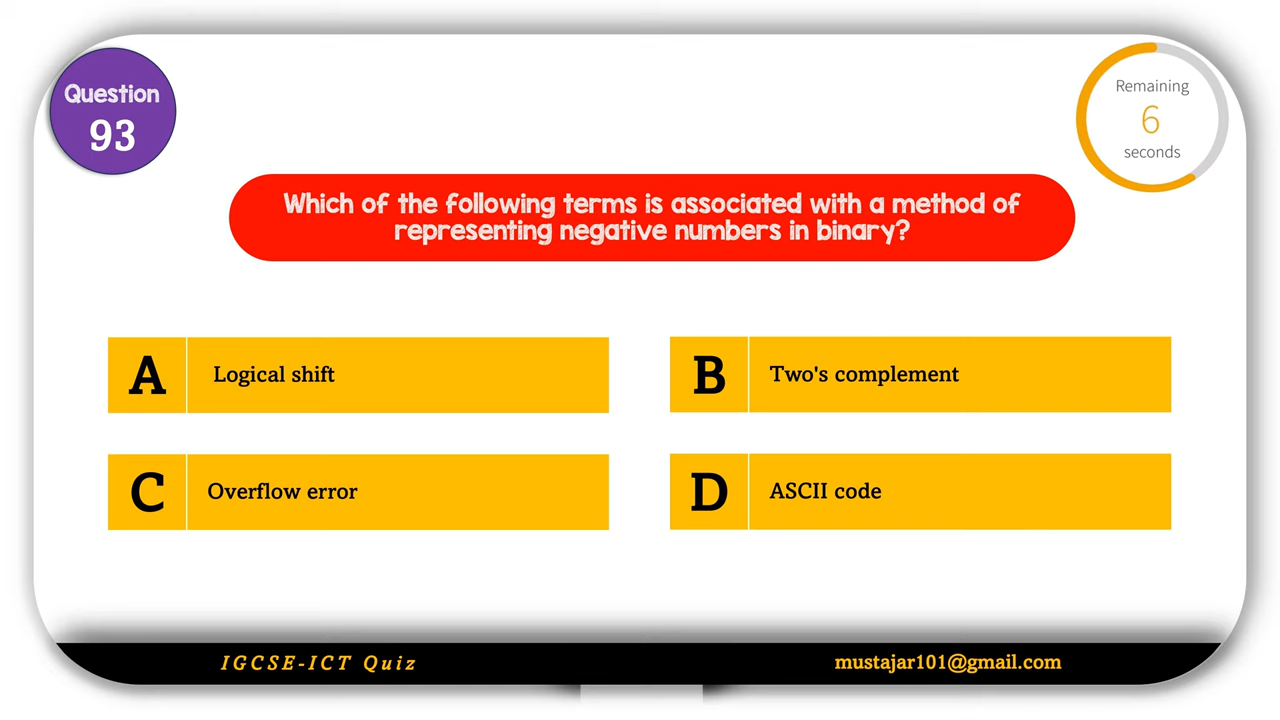 Question
93
Remaining
6
seconds
Which of the following terms is associated with a method of
representing negative numbers in binary?
A
Logical shift
B
Two's complement
C
Overflow error
D
ASCII code
IGCSE-ICT Quiz
mustajar101@gmail.com